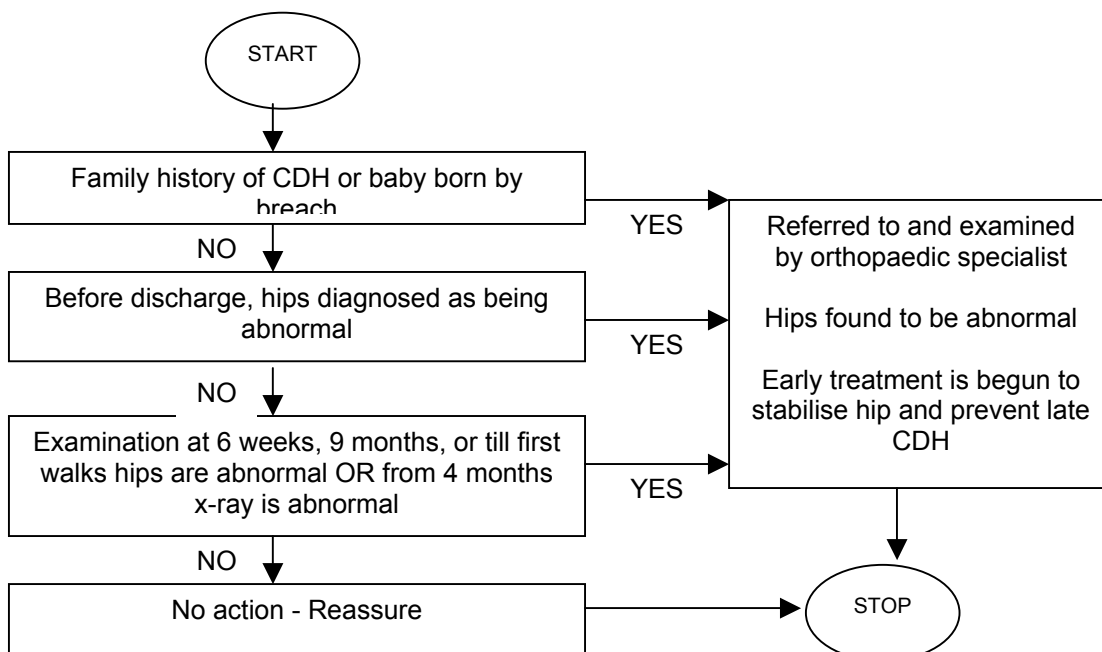 START
Family history of CDH or baby born by
breach
YES
NO
Referred to and examined
by orthopaedic specialist
Before discharge, hips diagnosed as being
abnormal
YES
Hips found to be abnormal
NO
Early treatment is begun to
stabilise hip and prevent late
CDH
Examination at 6 weeks, 9 months, or till first
walks hips are abnormal OR from 4 months
x-ray is abnormal
YES
NO
No action - Reassure
STOP